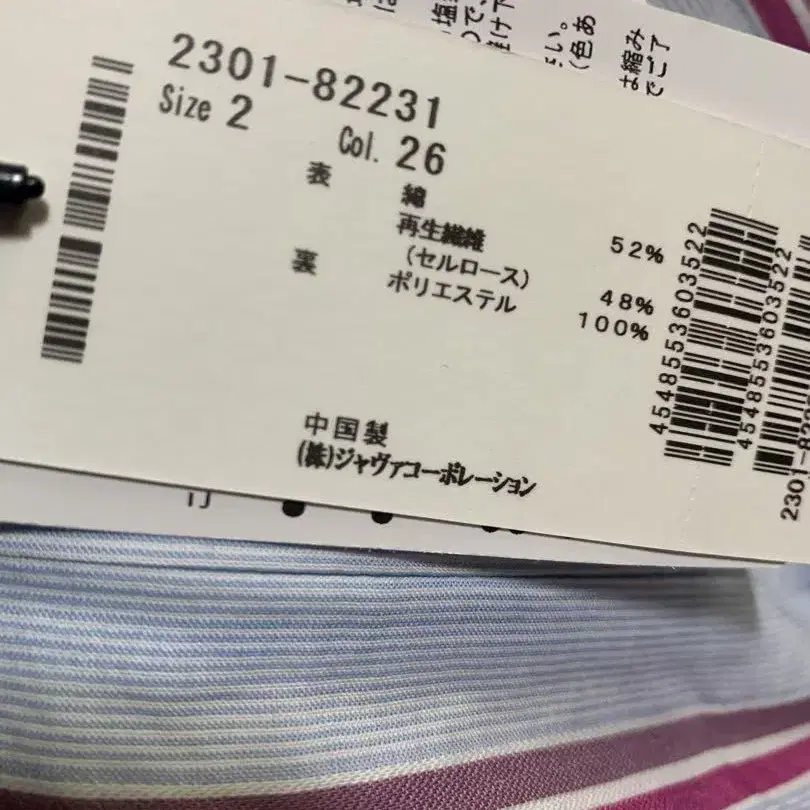 2301-82231
Size 2
Col. 26
表 綿 52%
再生繊維
(セルロース) 48%
裏 ポリエステル 100%
中国製
(株)ジャヴァコーポレーション
4548553603522
4548553603522